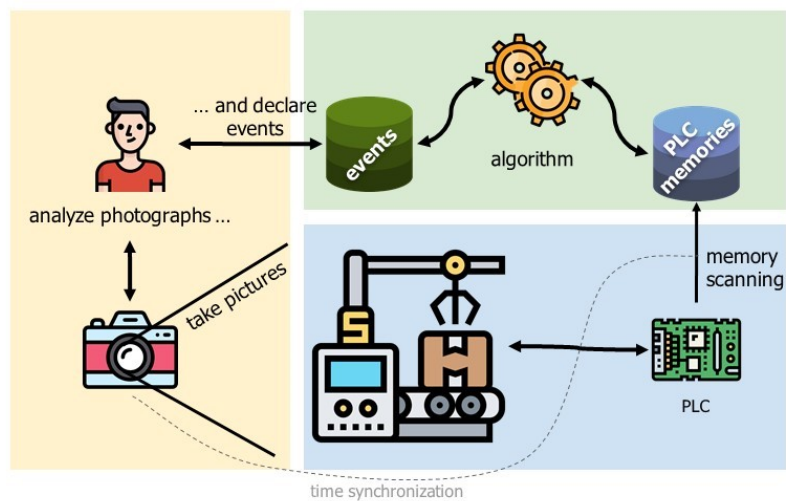 ... and declare
events
events
algorithm
PLC
memories
analyze photographs ...
take pictures
memory
scanning
PLC
time synchronization